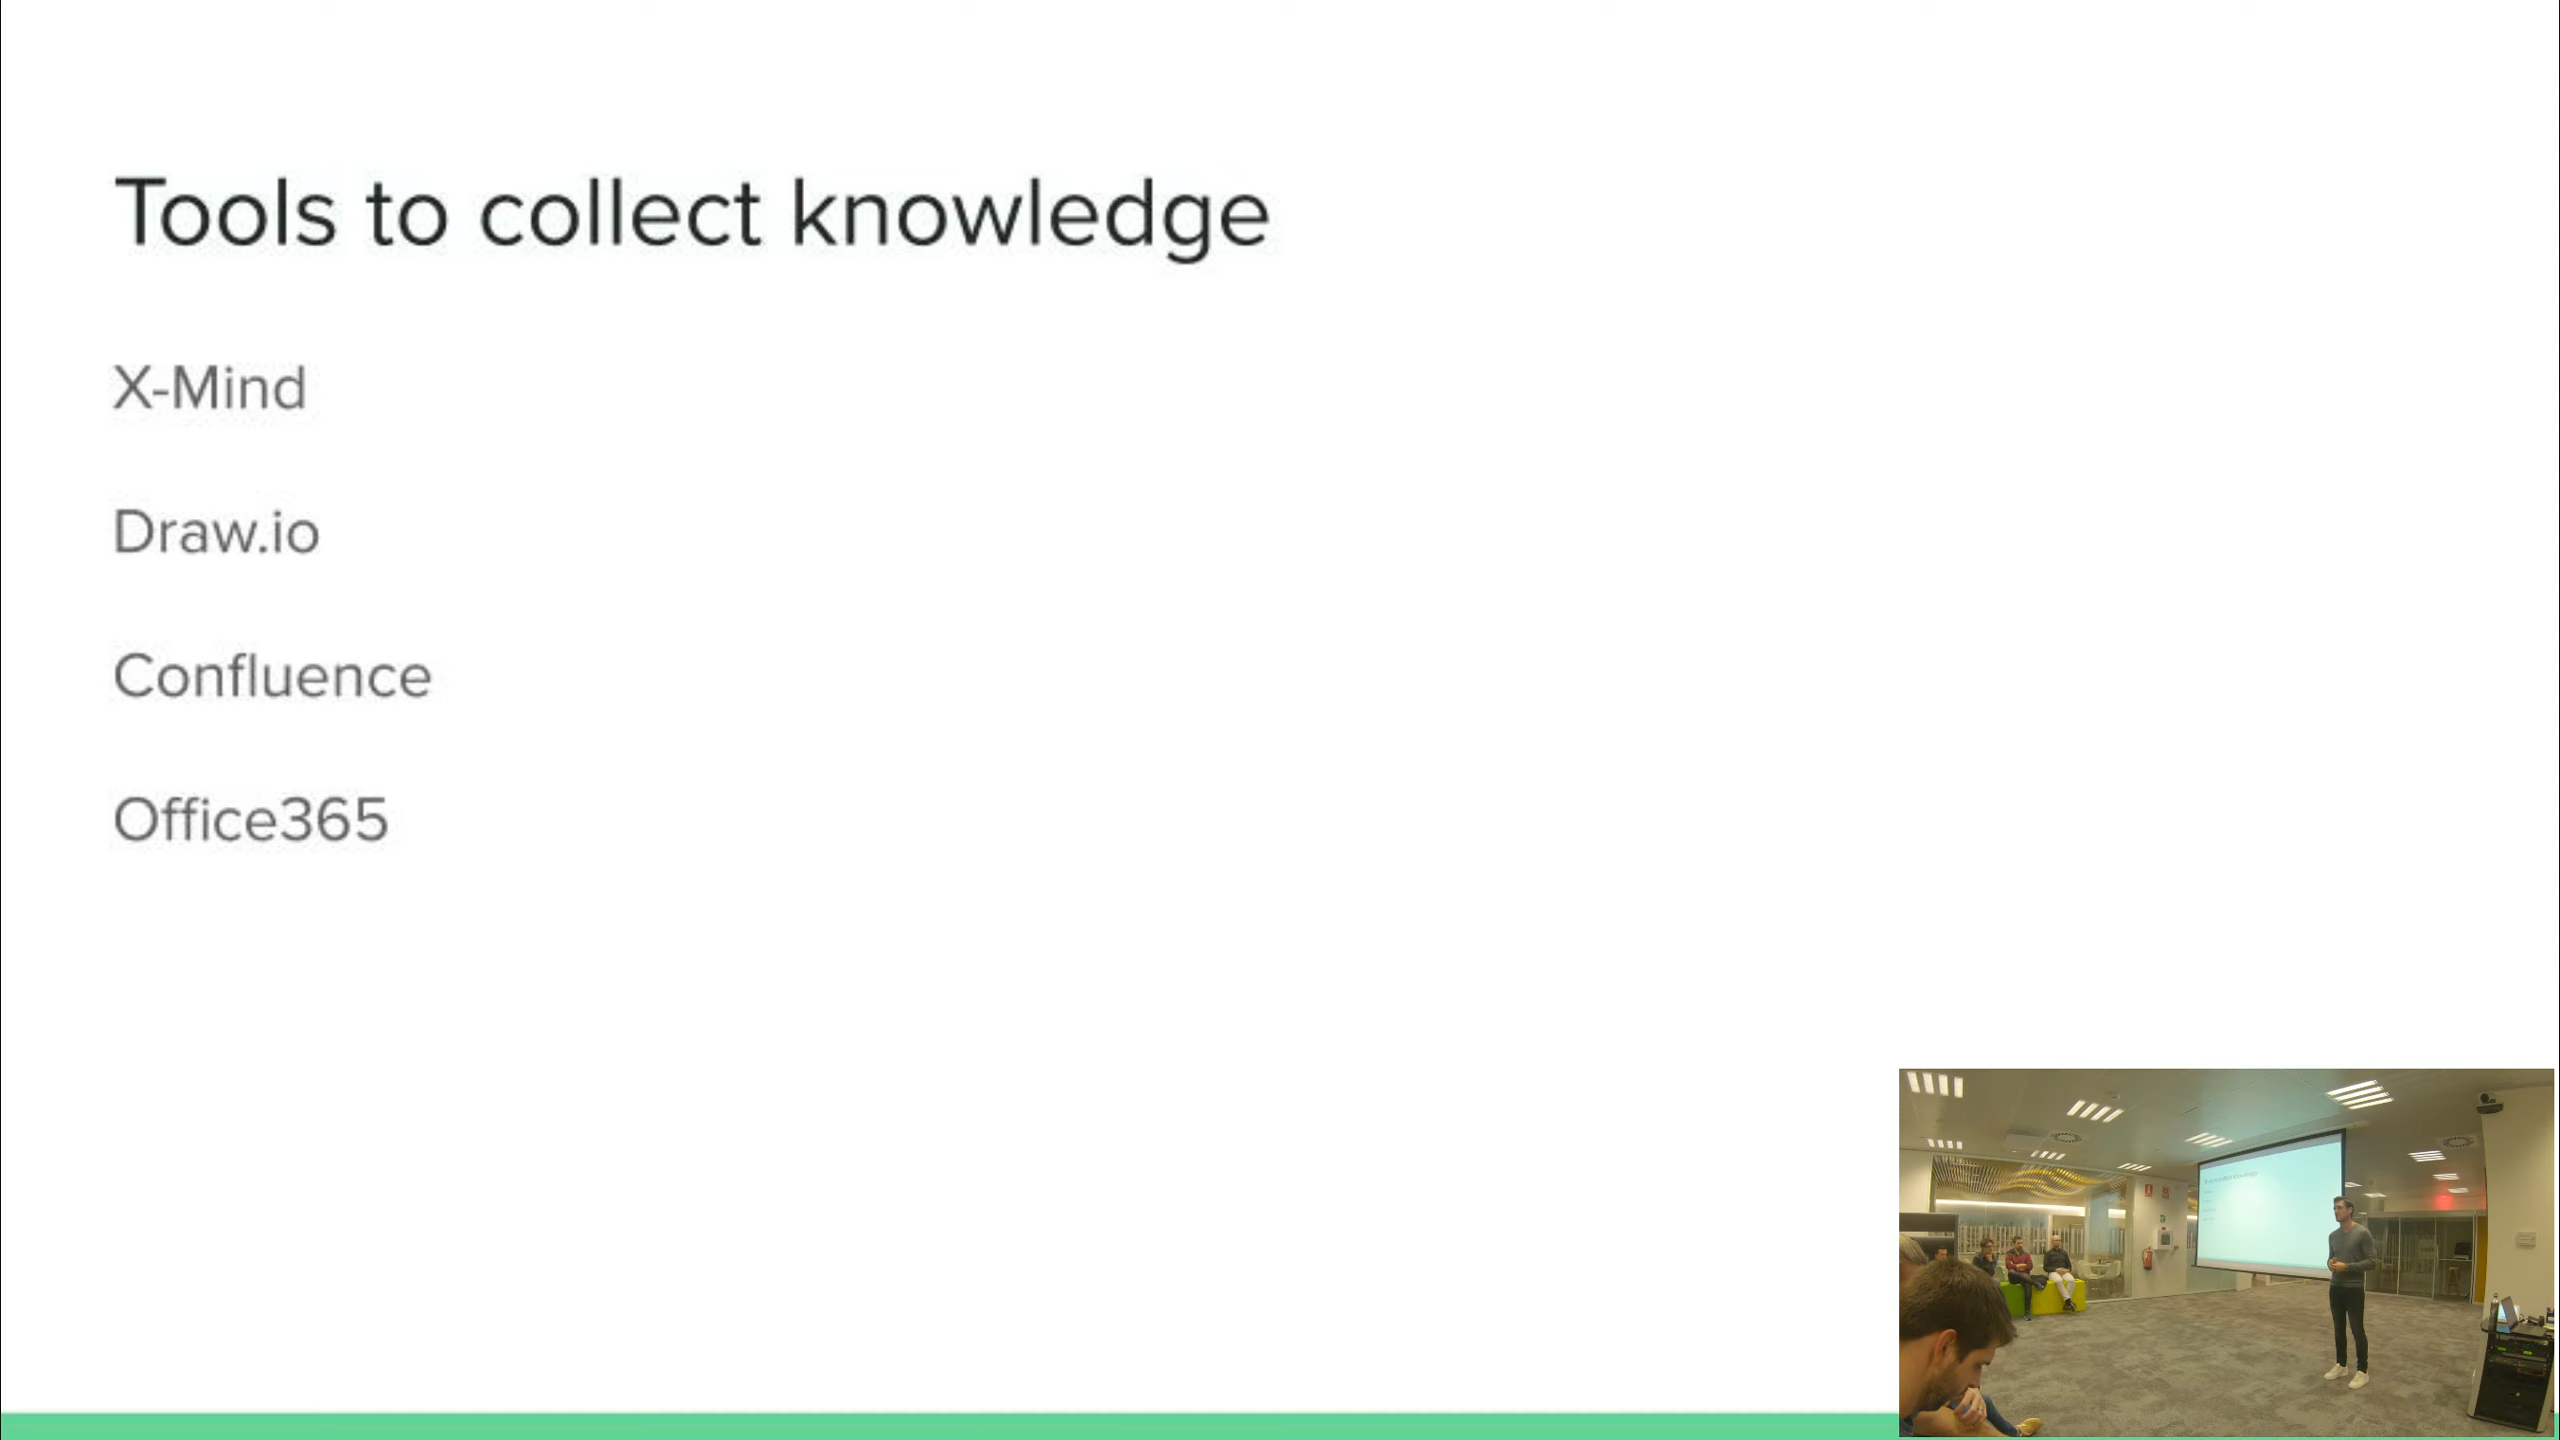 Tools to collect knowledge
X-Mind
Draw.io
Confluence
Office365